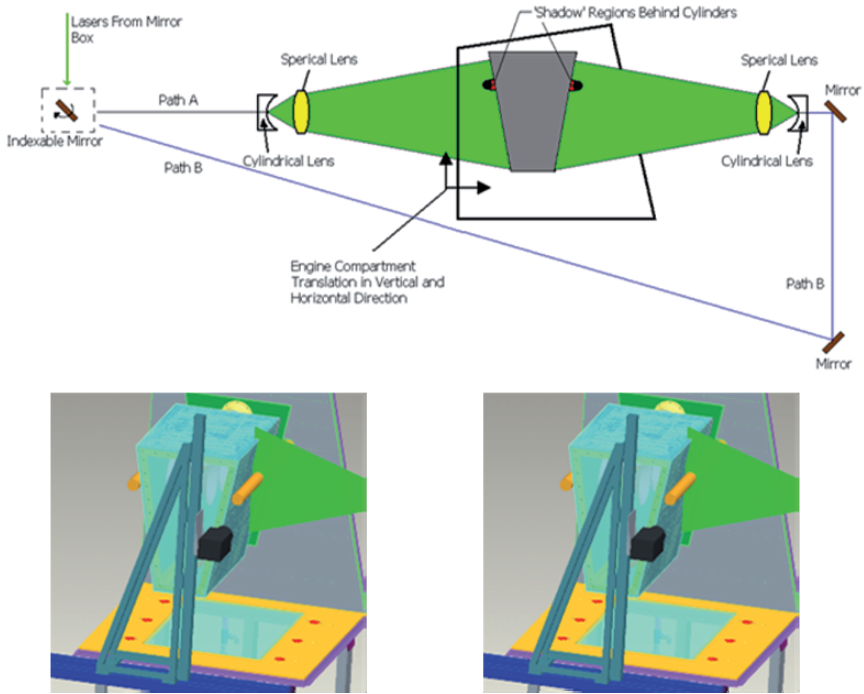 Lasers From Mirror
Box
'Shadow' Regions Behind Cylinders
Sperical Lens
Sperical Lens
Mirror
Path A
Indexable Mirror
Cylindrical Lens
Cylindrical Lens
Path B
Engine Compartment
Translation in Vertical and
Horizontal Direction
Path B
Mirror